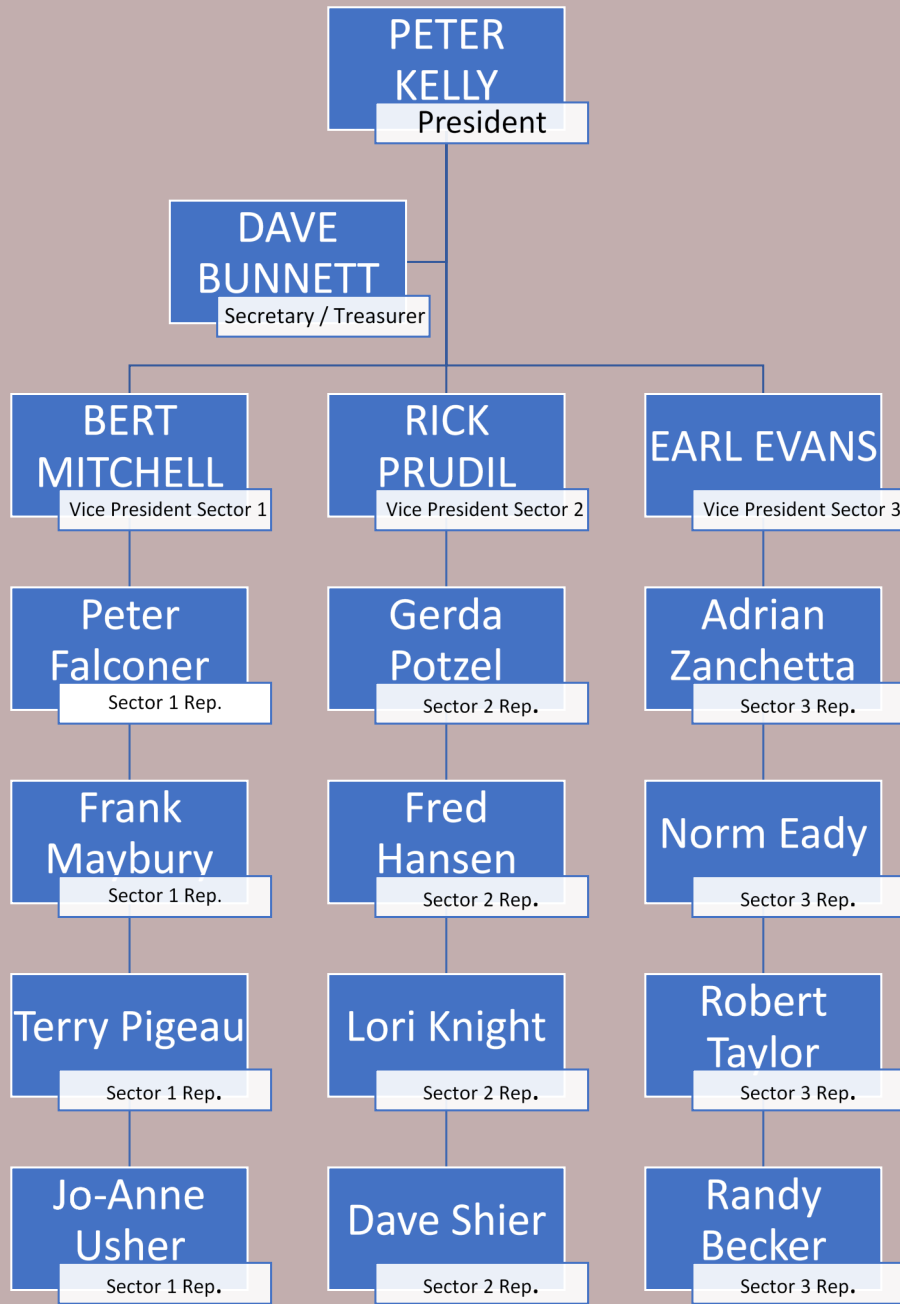 PETER
KELLY
President
DAVE
BUNNETT
Secretary / Treasurer
BERT
MITCHELL
Vice President Sector 1
RICK
PRUDIL
Vice President Sector 2
EARL EVANS
Vice President Sector 3
Peter
Falconer
Sector 1 Rep.
Gerda
Potzel
Sector 2 Rep.
Adrian
Zanchetta
Sector 3 Rep.
Frank
Maybury
Sector 1 Rep.
Fred
Hansen
Sector 2 Rep.
Norm Eady
Sector 3 Rep.
Terry Pigeau
Sector 1 Rep.
Lori Knight
Sector 2 Rep.
Robert
Taylor
Sector 3 Rep.
Jo-Anne
Usher
Sector 1 Rep.
Dave Shier
Sector 2 Rep.
Randy
Becker
Sector 3 Rep.